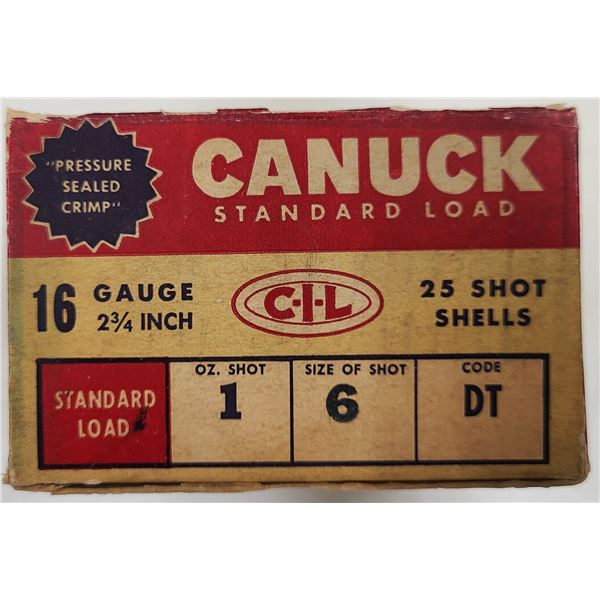 "PRESSURE
SEALED
CRIMP"
CANUCK
STANDARD LOAD
16 GAUGE
2¾ INCH
C-I-L
25 SHOT
SHELLS
STANDARD
LOAD
OZ. SHOT
1
SIZE OF SHOT
6
CODE
DT